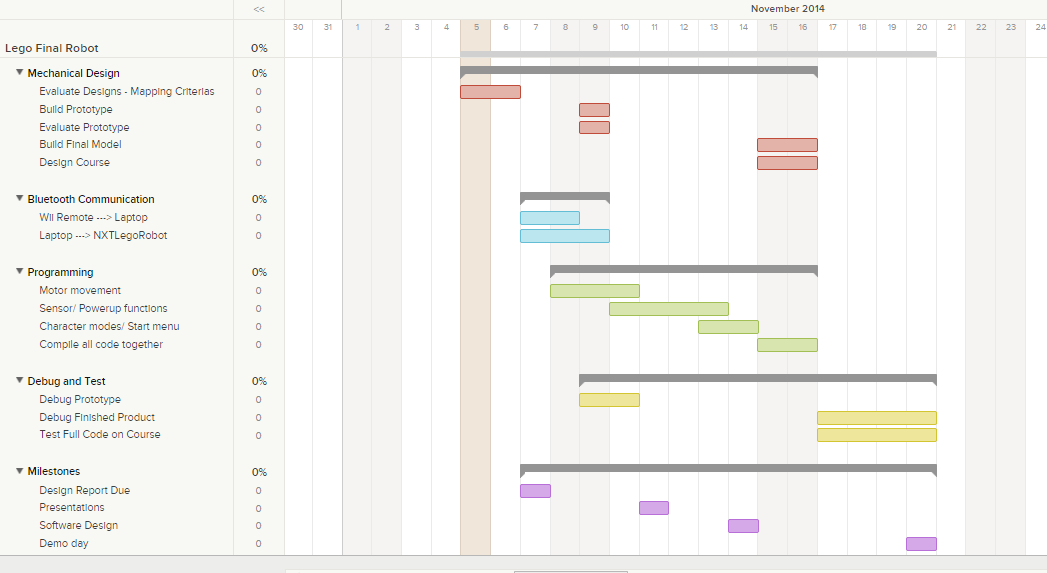 << November 2014
30 31 1 2 3 4 5 6 7 8 9 10 11 12 13 14 15 16 17 18 19 20 21 22 23 24
Lego Final Robot 0%
Mechanical Design 0%
Evaluate Designs - Mapping Criterias 0
Build Prototype 0
Evaluate Prototype 0
Build Final Model 0
Design Course 0
Bluetooth Communication 0%
Wii Remote ---> Laptop 0
Laptop ---> NXTLegoRobot 0
Programming 0%
Motor movement 0
Sensor/ Powerup functions 0
Character modes/ Start menu 0
Compile all code together 0
Debug and Test 0%
Debug Prototype 0
Debug Finished Product 0
Test Full Code on Course 0
Milestones 0%
Design Report Due 0
Presentations 0
Software Design 0
Demo day 0